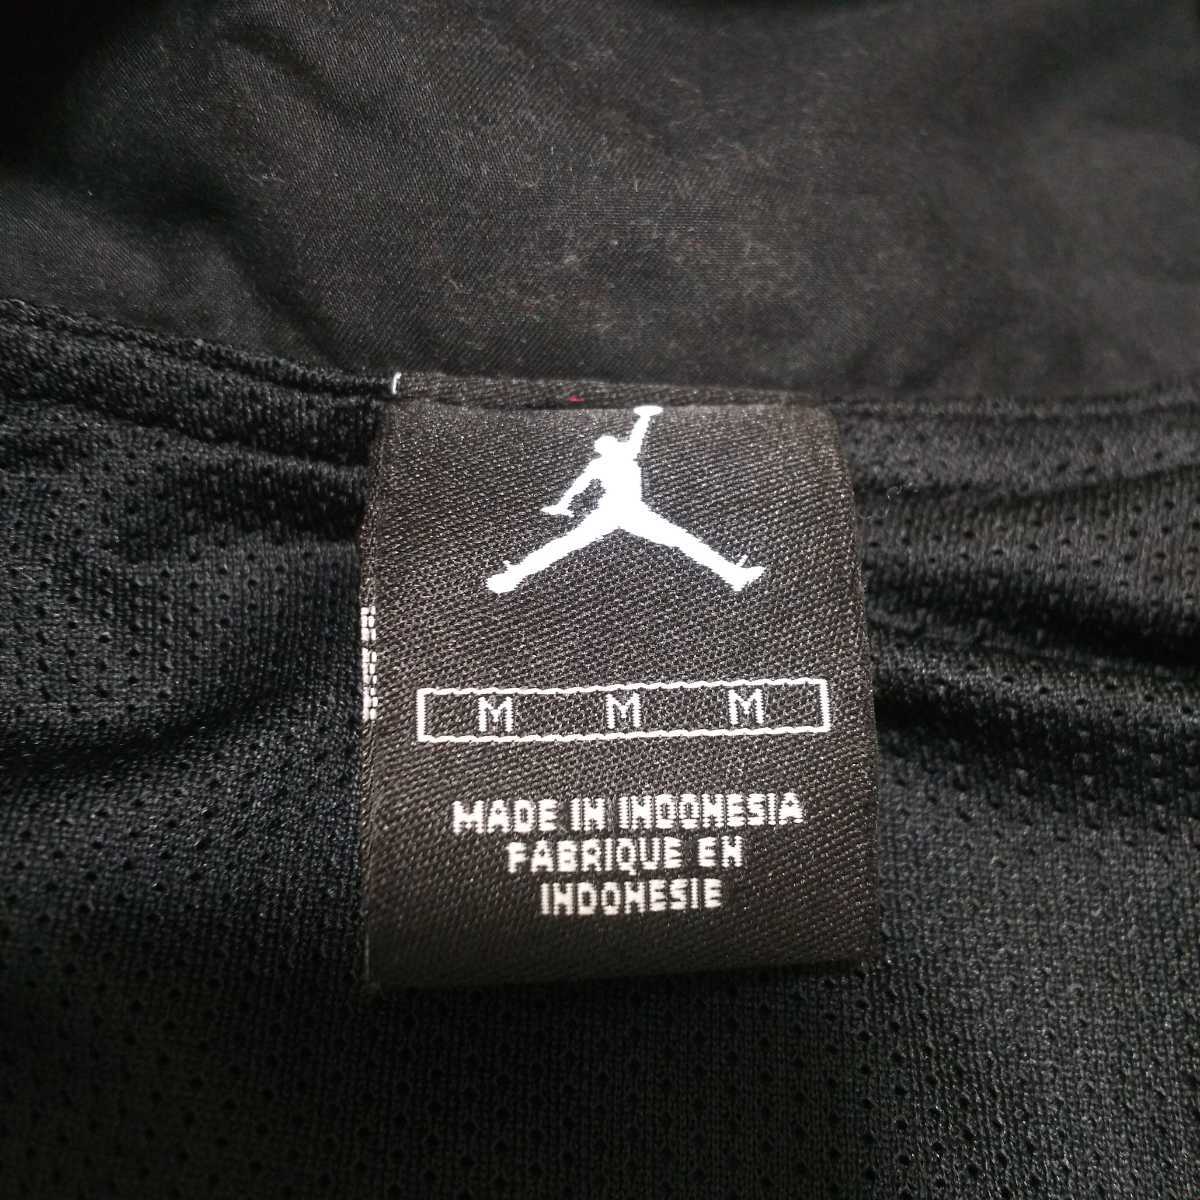 M M M
MADE IN INDONESIA
FABRIQUE EN
INDONESIE